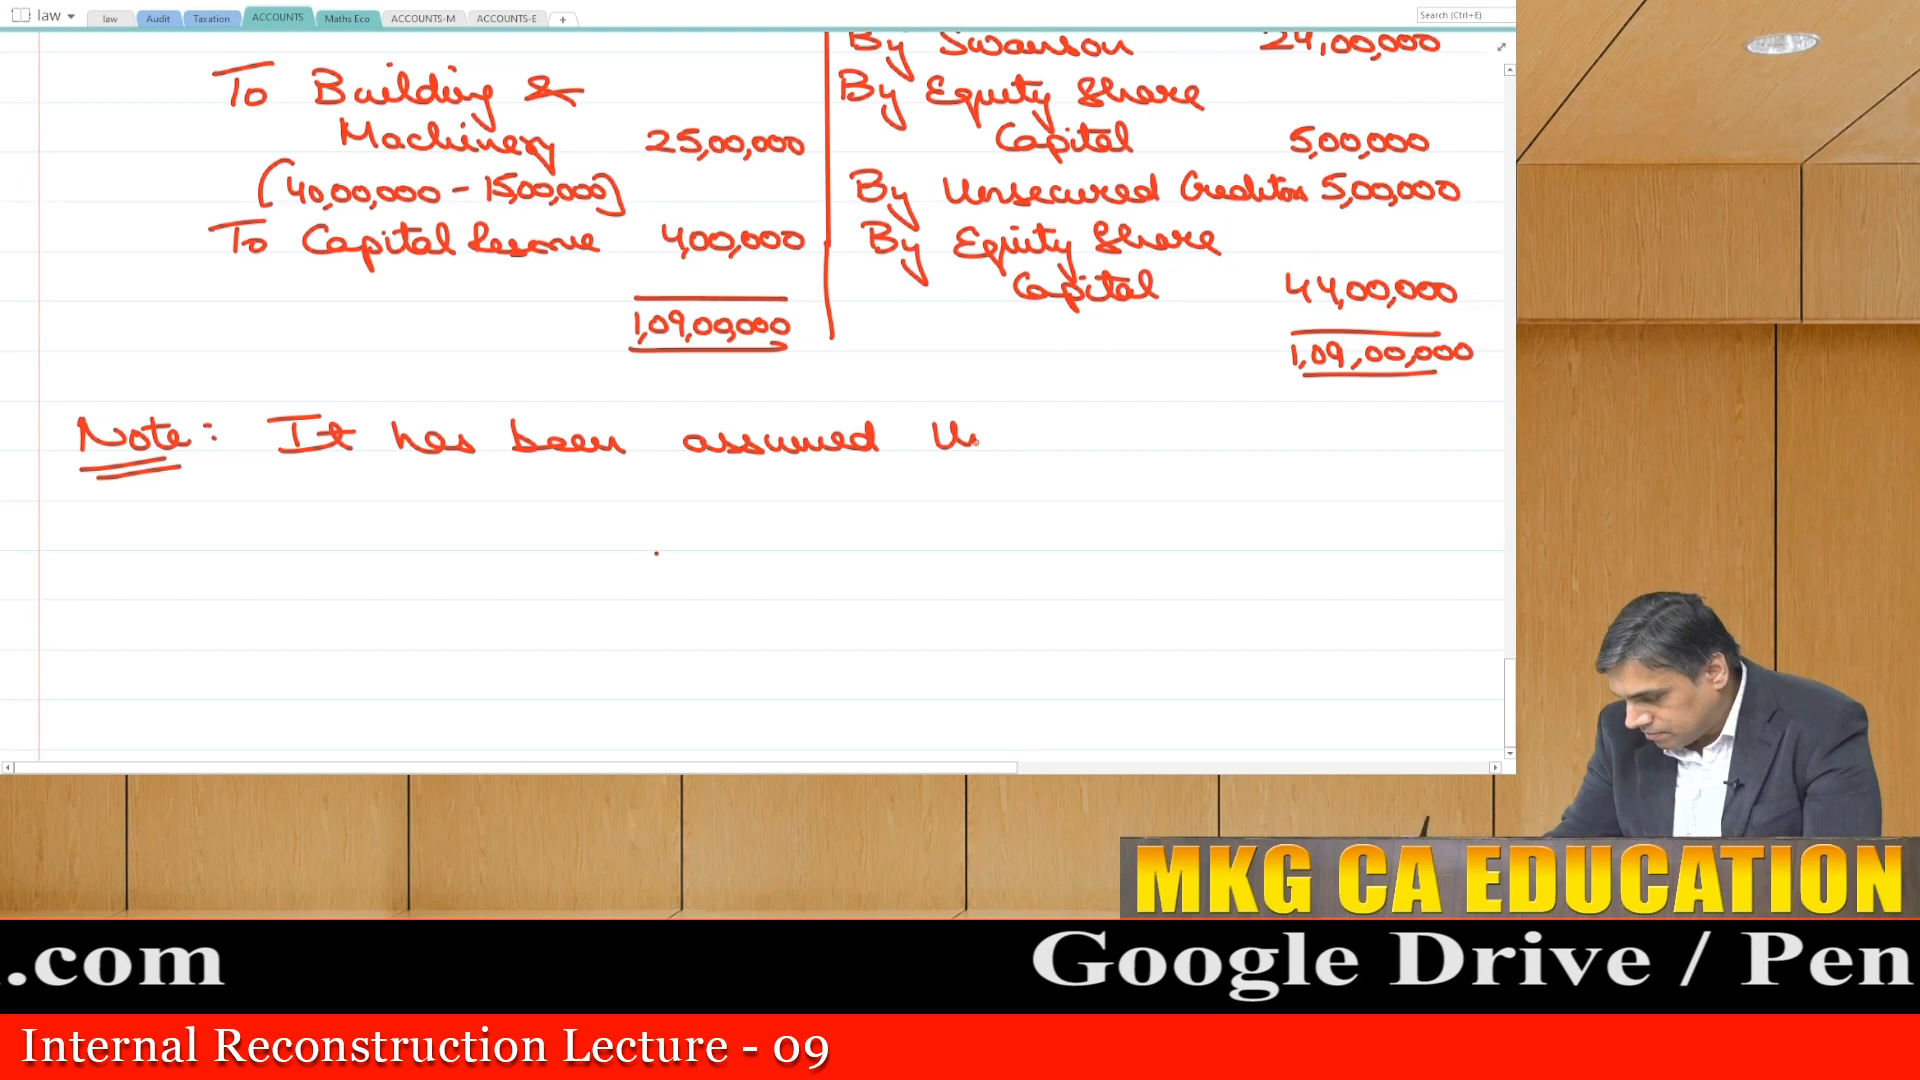 law
law Audit Taxation ACCOUNTS Maths Eco ACCOUNTS-M ACCOUNTS-E +
Search (Ctrl+E)
By Swanson 24,00,000
To Building &
Machinery 25,00,000
(40,00,000 - 15,00,000)
To Capital Reserve 4,00,000
1,09,00,000
By Equity Share
Capital 5,00,000
By Unsecured Creditors 5,00,000
By Equity Share
Capital 44,00,000
1,09,00,000
Note: It has been assumed
MKG CA EDUCATION
.com Google Drive / Pen
Internal Reconstruction Lecture - 09